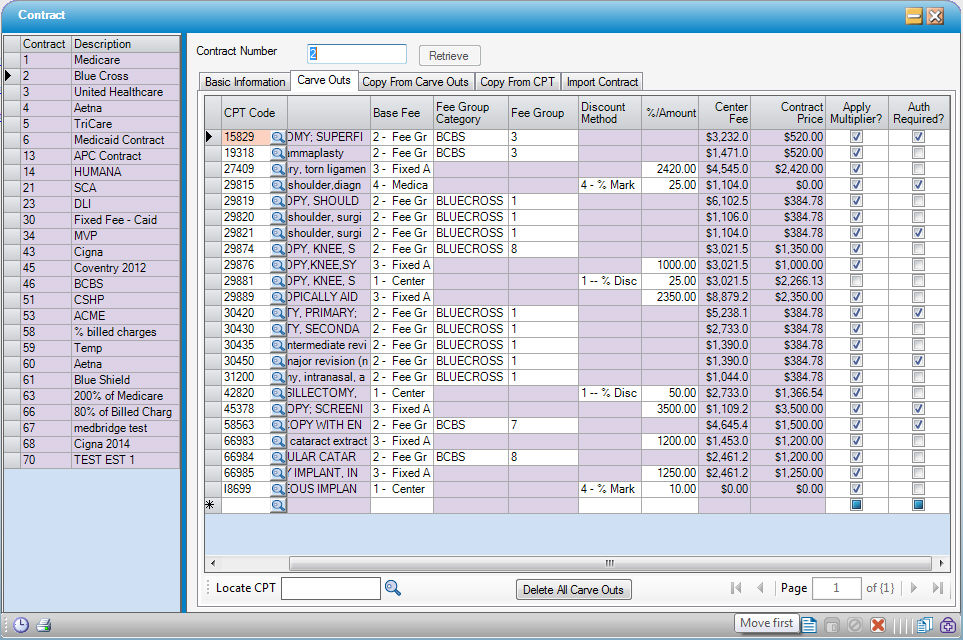 Contract
Contract Description
1 Medicare
2 Blue Cross
3 United Healthcare
4 Aetna
5 TriCare
6 Medicaid Contract
13 APC Contract
14 HUMANA
21 SCA
23 DLI
30 Fixed Fee - Caid
34 MVP
43 Cigna
45 Coventry 2012
46 BCBS
51 CSHP
53 ACME
58 % billed charges
59 Temp
60 Aetna
61 Blue Shield
63 200% of Medicare
66 80% of Billed Charg
67 medbridge test
68 Cigna 2014
70 TEST EST 1
Contract Number 2 Retrieve
Basic Information Carve Outs Copy From Carve Outs Copy From CPT Import Contract
CPT Code Base Fee Fee Group Category Fee Group Discount Method %/Amount Center Fee Contract Price Apply Multiplier? Auth Required?
15829 OMY; SUPERFI 2 - Fee Gr BCBS 3 $3,232.0 $520.00
19318 ammaplasty 2 - Fee Gr BCBS 3 $1,471.0 $520.00
27409 ry, torn ligamen 3 - Fixed A 2420.00 $4,545.0 $2,420.00
29815 shoulder,diagn 4 - Medica 4 - % Mark 25.00 $1,104.0 $0.00
29819 OPY, SHOULD 2 - Fee Gr BLUECROSS 1 $6,102.5 $384.78
29820 shoulder, surgi 2 - Fee Gr BLUECROSS 1 $1,106.0 $384.78
29821 shoulder, surgi 2 - Fee Gr BLUECROSS 1 $1,104.0 $384.78
29874 OPY, KNEE, S 2 - Fee Gr BLUECROSS 8 $3,021.5 $1,350.00
29876 OPY,KNEE,SY 3 - Fixed A 1000.00 $3,021.5 $1,000.00
29881 OPY, KNEE, S 1 - Center 1 -- % Disc 25.00 $3,021.5 $2,266.13
29889 OPICALLY AID 3 - Fixed A 2350.00 $8,879.2 $2,350.00
30420 TY, PRIMARY; 2 - Fee Gr BLUECROSS 1 $5,238.1 $384.78
30430 TY, SECONDA 2 - Fee Gr BLUECROSS 1 $2,733.0 $384.78
30435 intermediate revi 2 - Fee Gr BLUECROSS 1 $1,390.0 $384.78
30450 major revision (n 2 - Fee Gr BLUECROSS 1 $1,390.0 $384.78
31200 ny, intranasal, a 2 - Fee Gr BLUECROSS 1 $1,044.0 $384.78
42820 SILLECTOMY, 1 - Center 1 -- % Disc 50.00 $2,733.0 $1,366.54
45378 OPY; SCREENI 3 - Fixed A 3500.00 $1,109.2 $3,500.00
58563 COPY WITH EN 2 - Fee Gr BCBS 7 $4,645.4 $1,500.00
66983 cataract extract 3 - Fixed A 1200.00 $1,453.0 $1,200.00
66984 ULAR CATAR 2 - Fee Gr BCBS 8 $2,461.2 $1,200.00
66985 Y IMPLANT, IN 3 - Fixed A 1250.00 $2,461.2 $1,250.00
I8699 EOUS IMPLAN 1 - Center 4 - % Mark 10.00 $0.00 $0.00
Locate CPT Delete All Carve Outs Page 1 of {1}
Move first